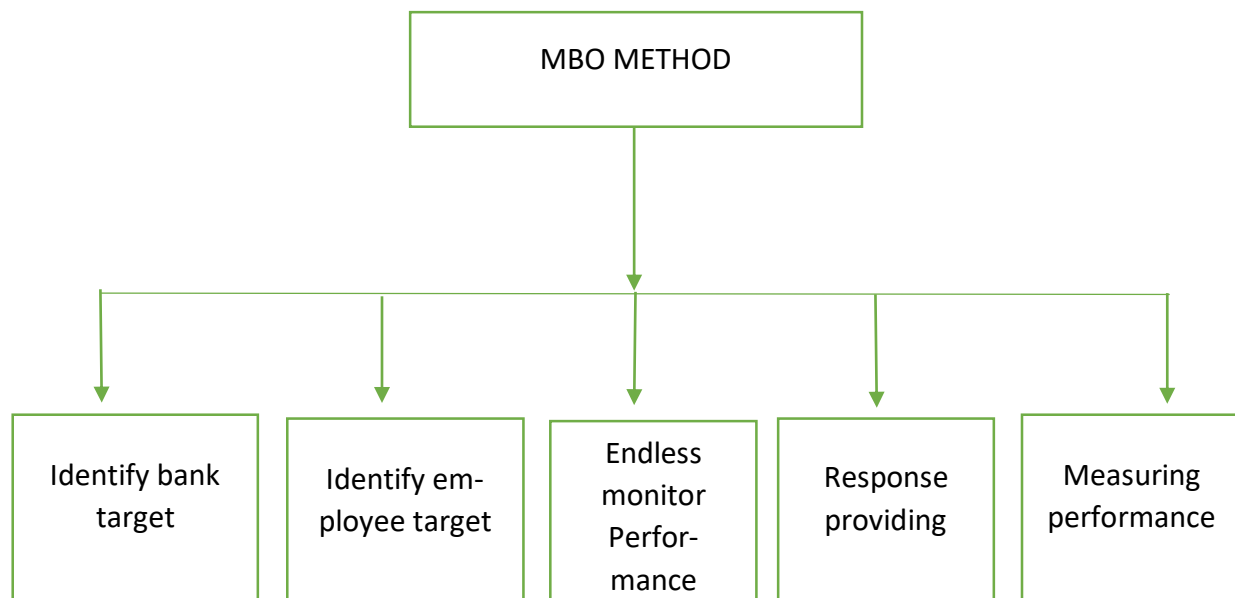 MBO METHOD
Identify bank
target
Identify em-
ployee target
Endless
monitor
Perfor-
mance
Response
providing
Measuring
performance